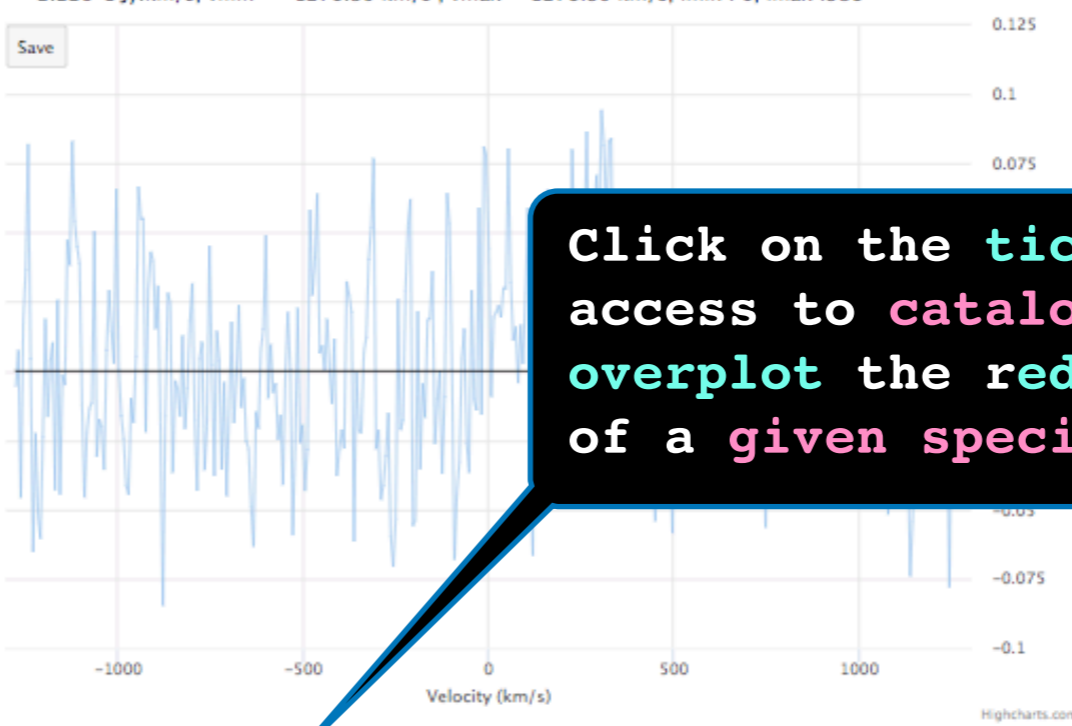 0.125
Save
0.1
0.075
Click on the tic
access to catalo
overplot the red
of a given speci
-0.075
-0.1
-1000 -500 0 500 1000
Velocity (km/s)
Highcharts.com